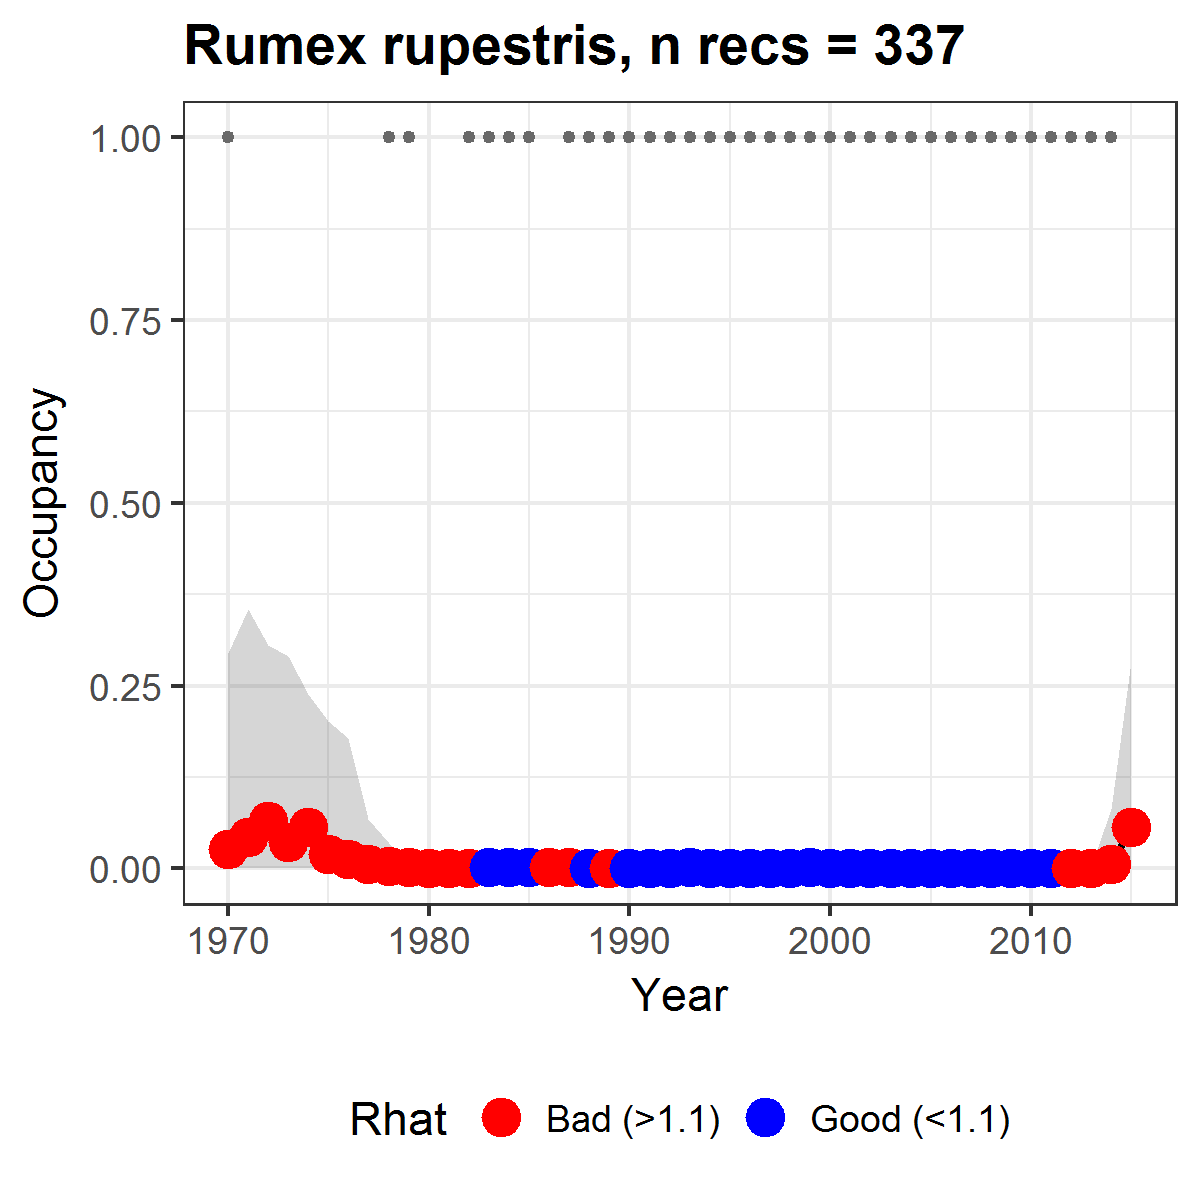 Rumex rupestris, n recs = 337
1.00
0.75
0.50
0.25
0.00
Occupancy
1970 1980 1990 2000 2010
Year
Rhat Bad (>1.1) Good (<1.1)